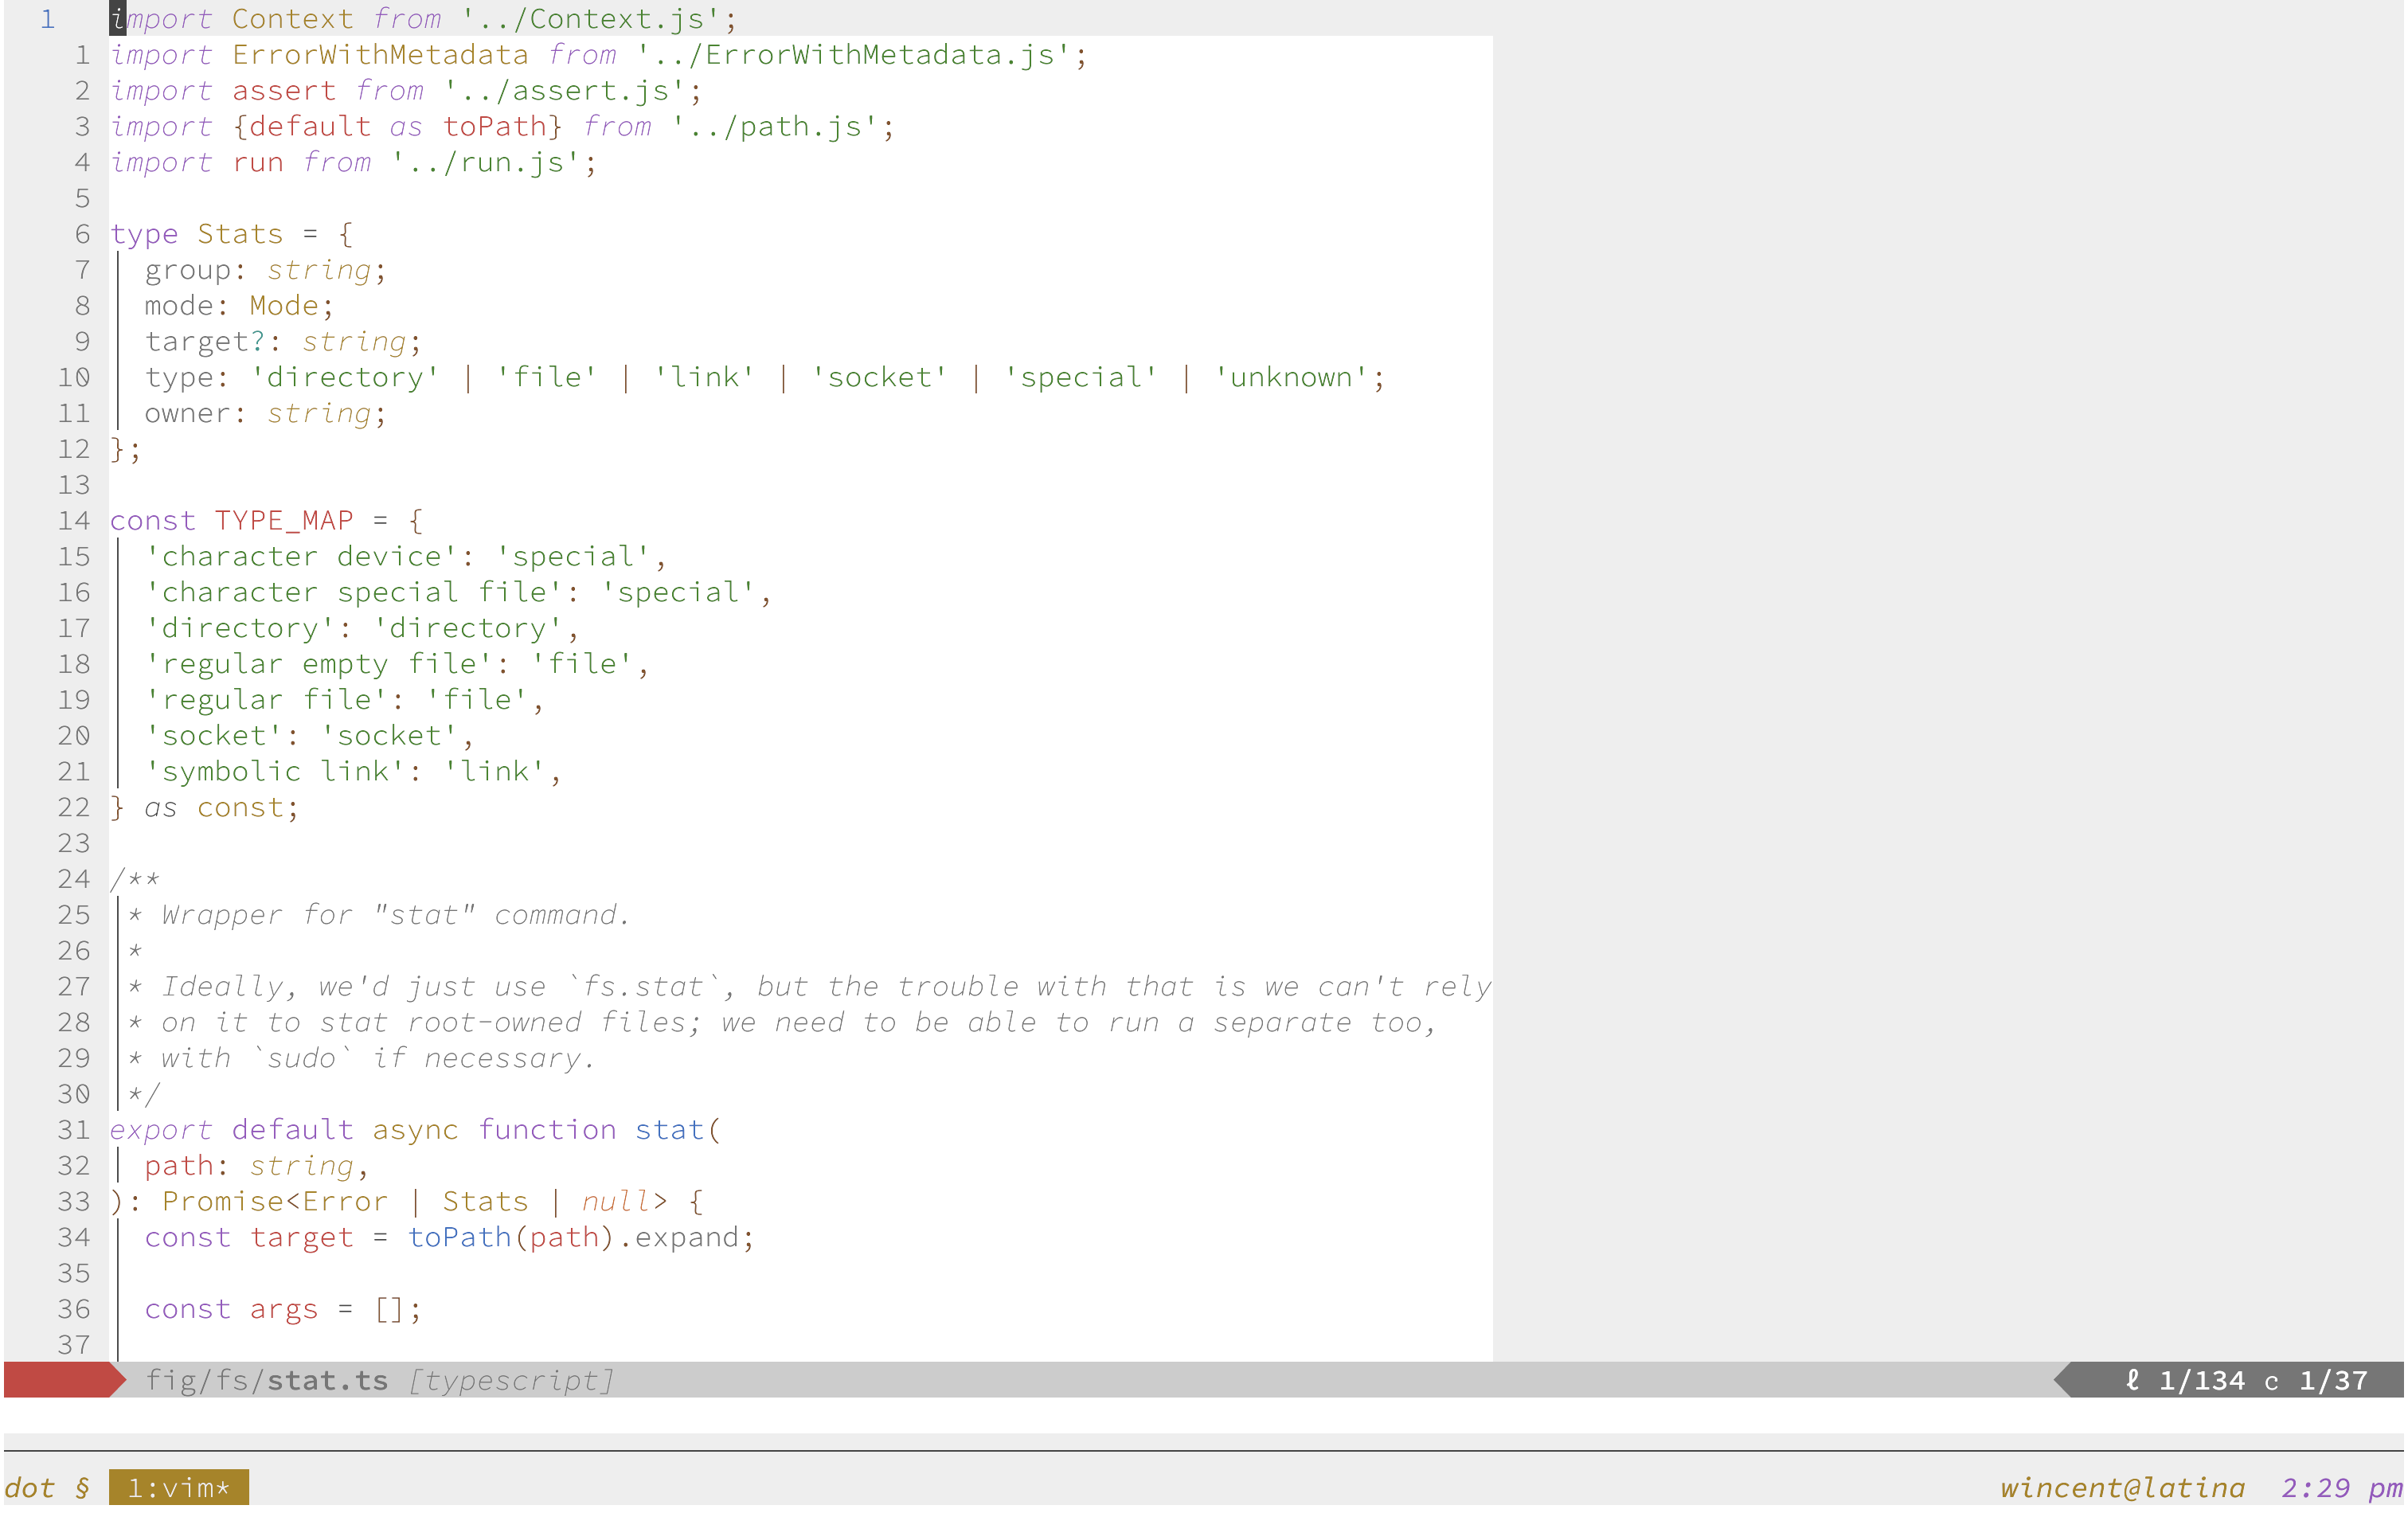 1 import Context from '../Context.js';
1 import ErrorWithMetadata from '../ErrorWithMetadata.js';
2 import assert from '../assert.js';
3 import {default as toPath} from '../path.js';
4 import run from '../run.js';
5
6 type Stats = {
7   group: string;
8   mode: Mode;
9   target?: string;
10   type: 'directory' | 'file' | 'link' | 'socket' | 'special' | 'unknown';
11   owner: string;
12 };
13
14 const TYPE_MAP = {
15   'character device': 'special',
16   'character special file': 'special',
17   'directory': 'directory',
18   'regular empty file': 'file',
19   'regular file': 'file',
20   'socket': 'socket',
21   'symbolic link': 'link',
22 } as const;
23
24 /**
25  * Wrapper for "stat" command.
26  *
27  * Ideally, we'd just use `fs.stat`, but the trouble with that is we can't rely
28  * on it to stat root-owned files; we need to be able to run a separate too,
29  * with `sudo` if necessary.
30  */
31 export default async function stat(
32   path: string,
33 ): Promise<Error | Stats | null> {
34   const target = toPath(path).expand;
35
36   const args = [];
37
fig/fs/stat.ts [typescript] ℓ 1/134 c 1/37
dot § 1:vim* wincent@latina 2:29 pm